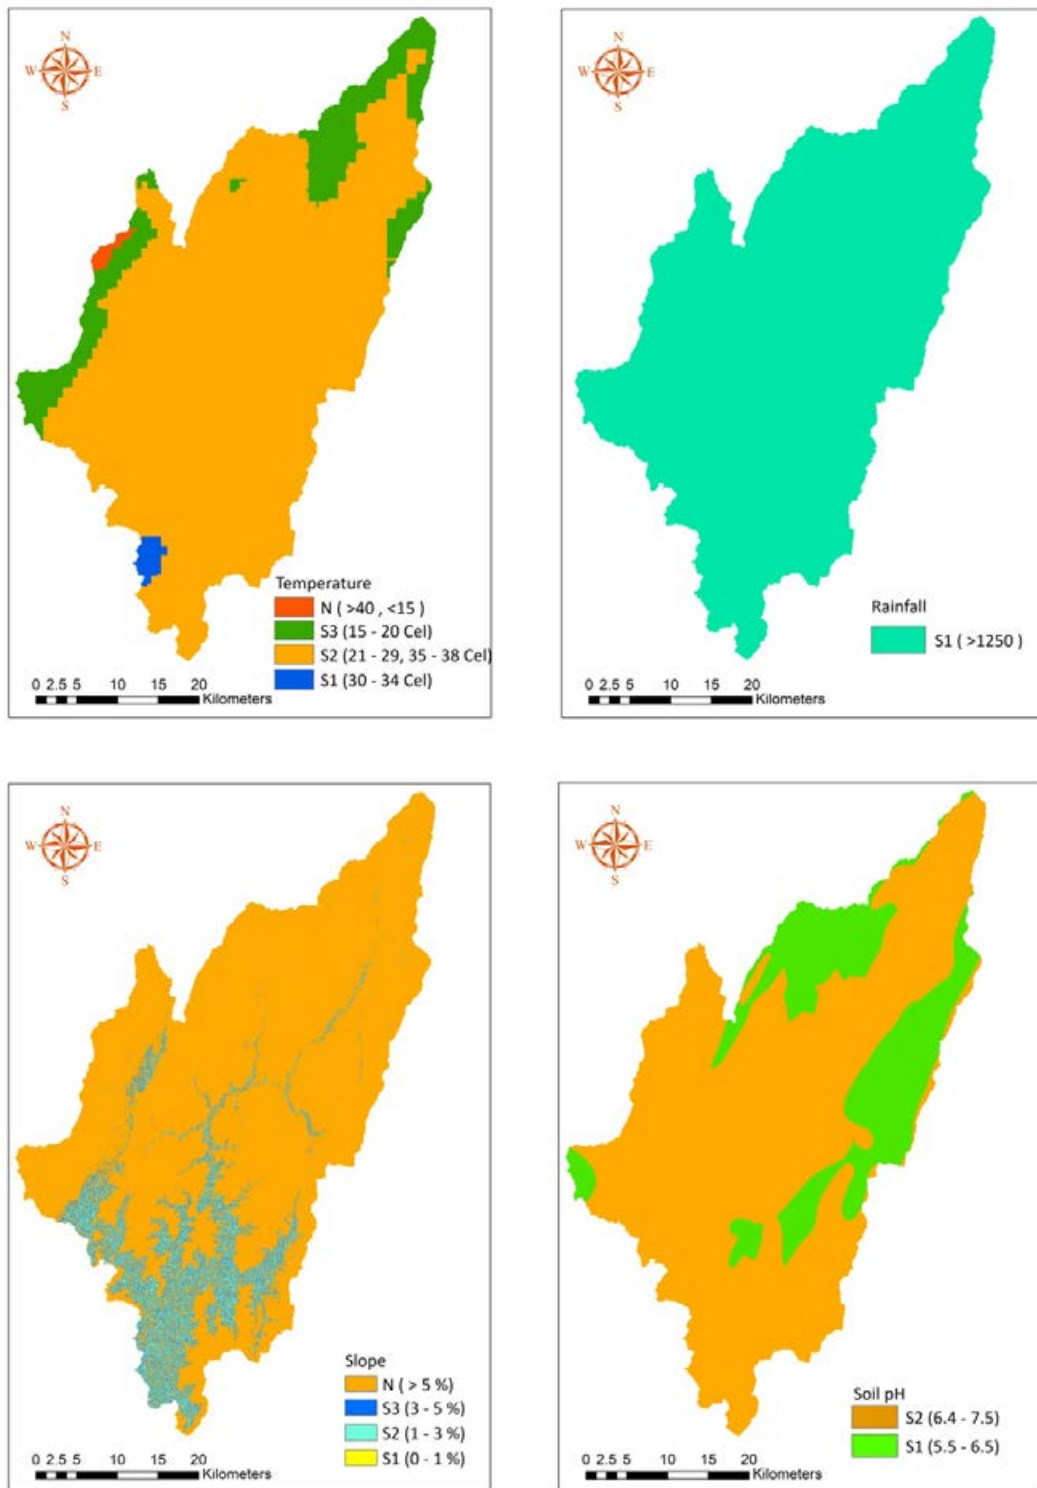 N
W E
S
Temperature
N ( >40 , <15 )
S3 (15 - 20 Cel)
S2 (21 - 29, 35 - 38 Cel)
S1 (30 - 34 Cel)
0 2.5 5 10 15 20
Kilometers
N
W E
S
Rainfall
S1 ( >1250 )
0 2.5 5 10 15 20
Kilometers
N
W E
S
Slope
N ( > 5 %)
S3 (3 - 5 %)
S2 (1 - 3 %)
S1 (0 - 1 %)
0 2.5 5 10 15 20
Kilometers
N
W E
S
Soil pH
S2 (6.4 - 7.5)
S1 (5.5 - 6.5)
0 2.5 5 10 15 20
Kilometers